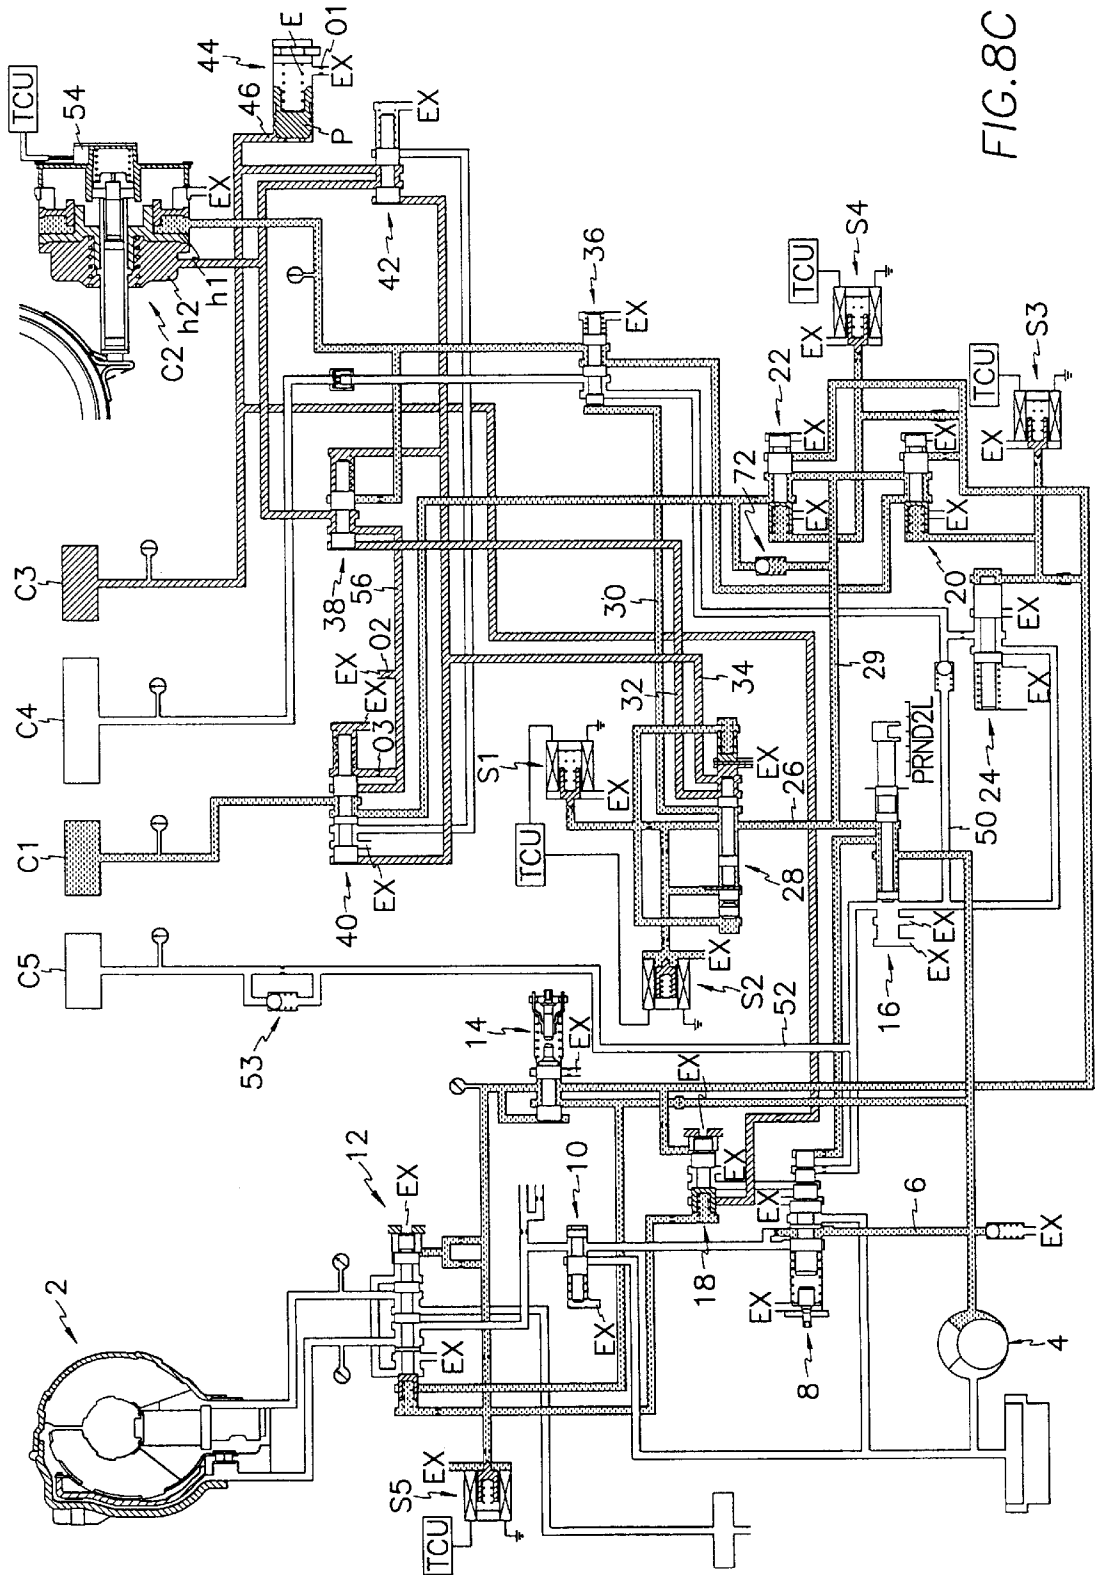 FIG.8C
TCU
54
44
E
01
EX
46
P
EX
EX
h2
h1
C2
42
C3
C4
C1
C5
36
EX
TCU
S4
EX
22
EX
TCU
S3
EX
EX
EX
EX
72
20
38
56
30
29
02
EX
EX
03
40
EX
32
34
S1
EX
TCU
EX
26
28
EX
S2
53
52
14
EX
PRND2L
50
24
EX
EX
16
EX
EX
12
EX
10
EX
EX
18
EX
EX
EX
6
EX
EX
8
4
2
EX
S5
EX
TCU